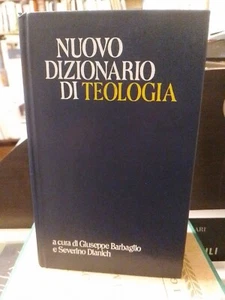 NUOVO
DIZIONARIO
DI TEOLOGIA
a cura di Giuseppe Barbaglio
e Severino Dianich